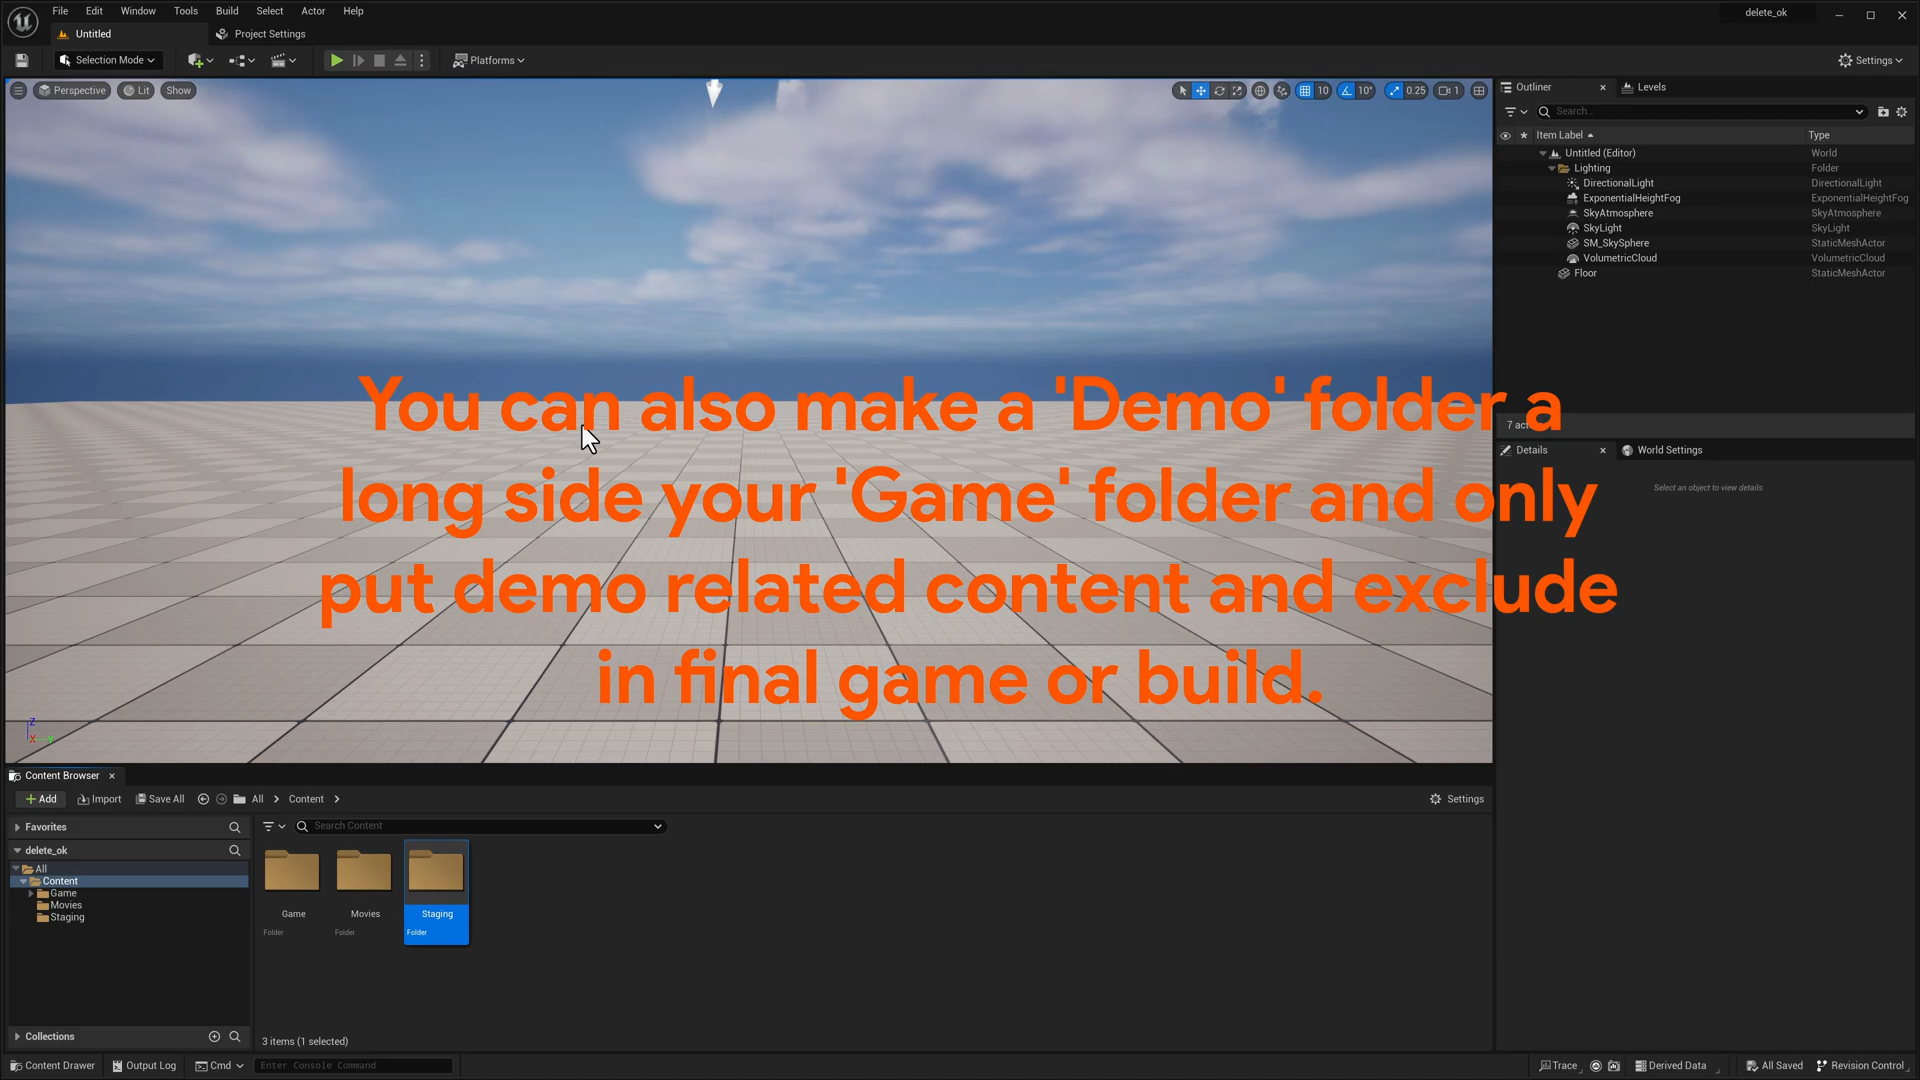 File Edit Window Tools Build Select Actor Help
delete_ok
Untitled
Project Settings
Selection Mode
Platforms
Settings
Perspective
Lit
Show
10
10°
0.25
1
Outliner
Levels
Search...
Item Label
Type
Untitled (Editor)
World
Lighting
Folder
DirectionalLight
DirectionalLight
ExponentialHeightFog
ExponentialHeightFog
SkyAtmosphere
SkyAtmosphere
SkyLight
SkyLight
SM_SkySphere
StaticMeshActor
VolumetricCloud
VolumetricCloud
Floor
StaticMeshActor
You can also make a 'Demo' folder a
long side your 'Game' folder and only
put demo related content and exclude
in final game or build.
Details
World Settings
Select an object to view details
Z
X
Y
Content Browser
Add
Import
Save All
All
Content
Settings
Favorites
Search Content
delete_ok
All
Content
Game
Movies
Staging
Game
Folder
Movies
Folder
Staging
Folder
Collections
3 items (1 selected)
Content Drawer
Output Log
Cmd
Enter Console Command
Trace
Derived Data
All Saved
Revision Control